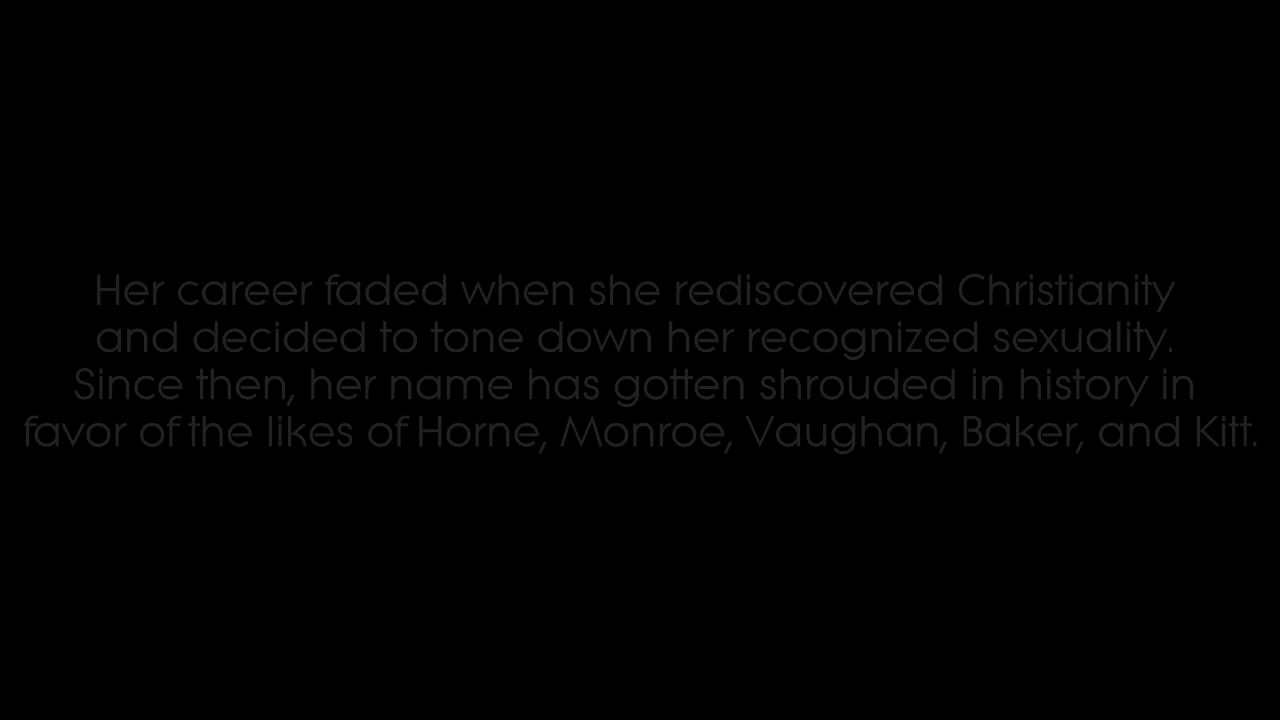 Her career faded when she rediscovered Christianity
and decided to tone down her recognized sexuality.
Since then, her name has gotten shrouded in history in
favor of the likes of Horne, Monroe, Vaughan, Baker, and Kitt.